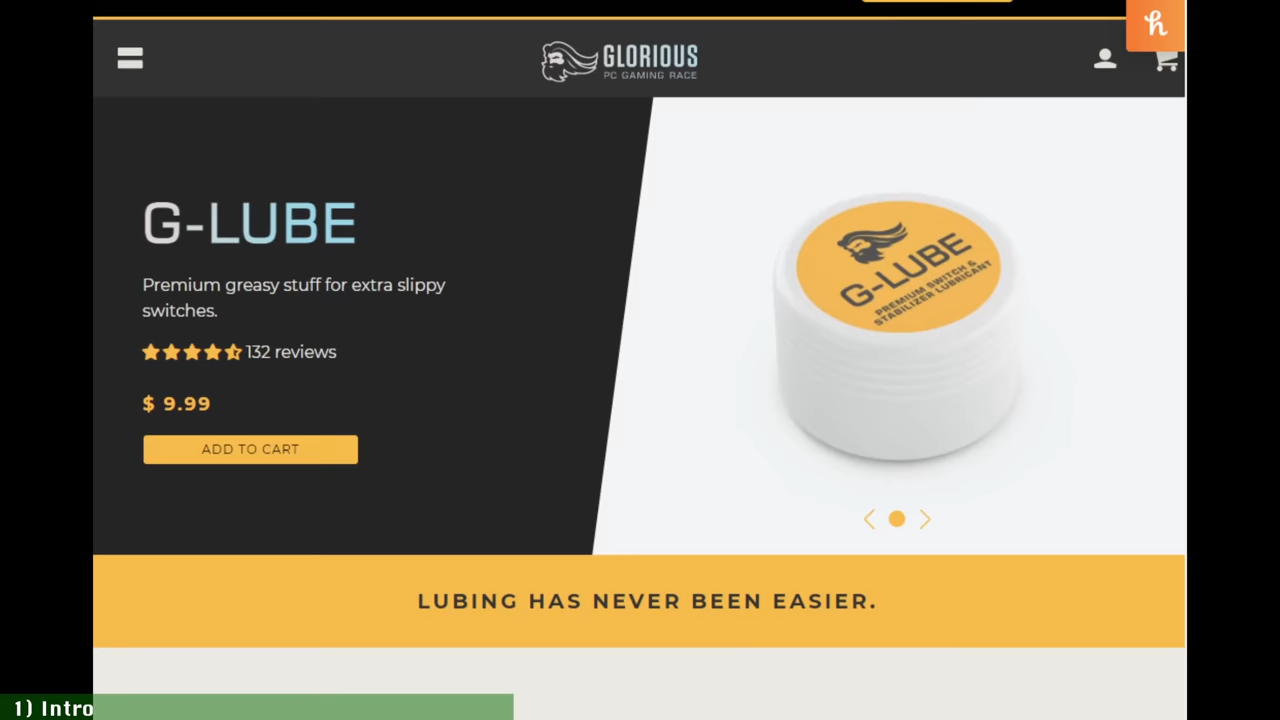 GLORIOUS
PC GAMING RACE
h
G-LUBE
Premium greasy stuff for extra slippy
switches.
132 reviews
$ 9.99
ADD TO CART
G-LUBE
PREMIUM SWITCH &
STABILIZER LUBRICANT
LUBING HAS NEVER BEEN EASIER.
1) Intro